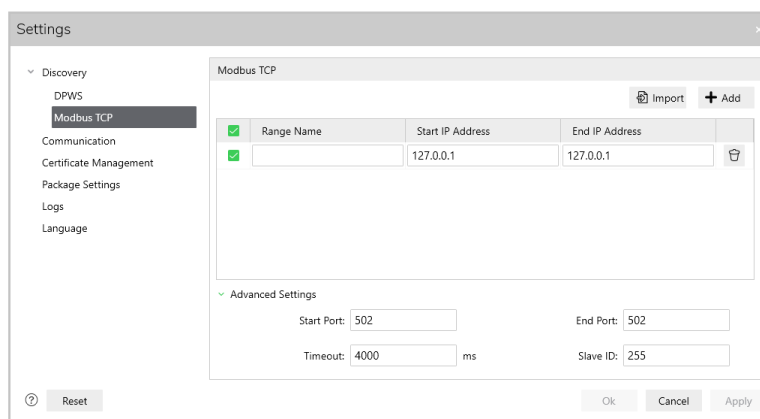 Settings
Discovery
DPWS
Modbus TCP
Communication
Certificate Management
Package Settings
Logs
Language
Modbus TCP
Import Add
Range Name Start IP Address End IP Address
127.0.0.1 127.0.0.1
Advanced Settings
Start Port: 502 End Port: 502
Timeout: 4000 ms Slave ID: 255
? Reset Ok Cancel Apply